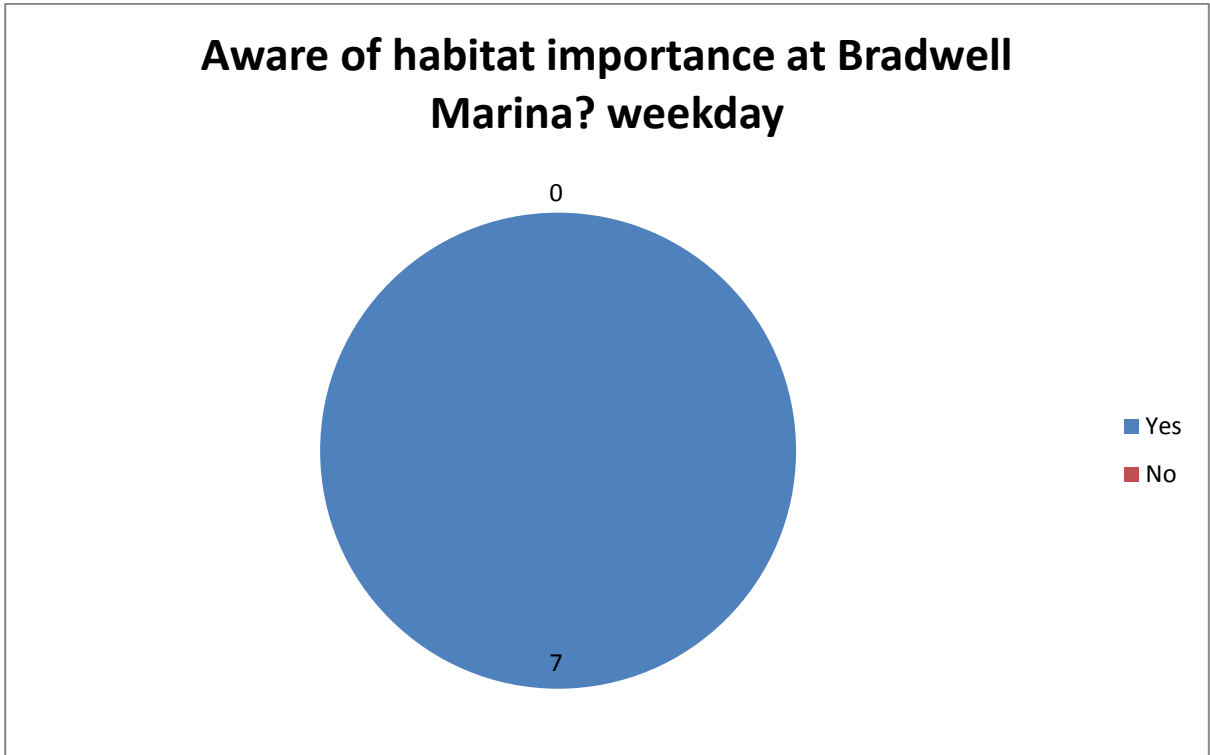 Aware of habitat importance at Bradwell
Marina? weekday
0
7
Yes
No